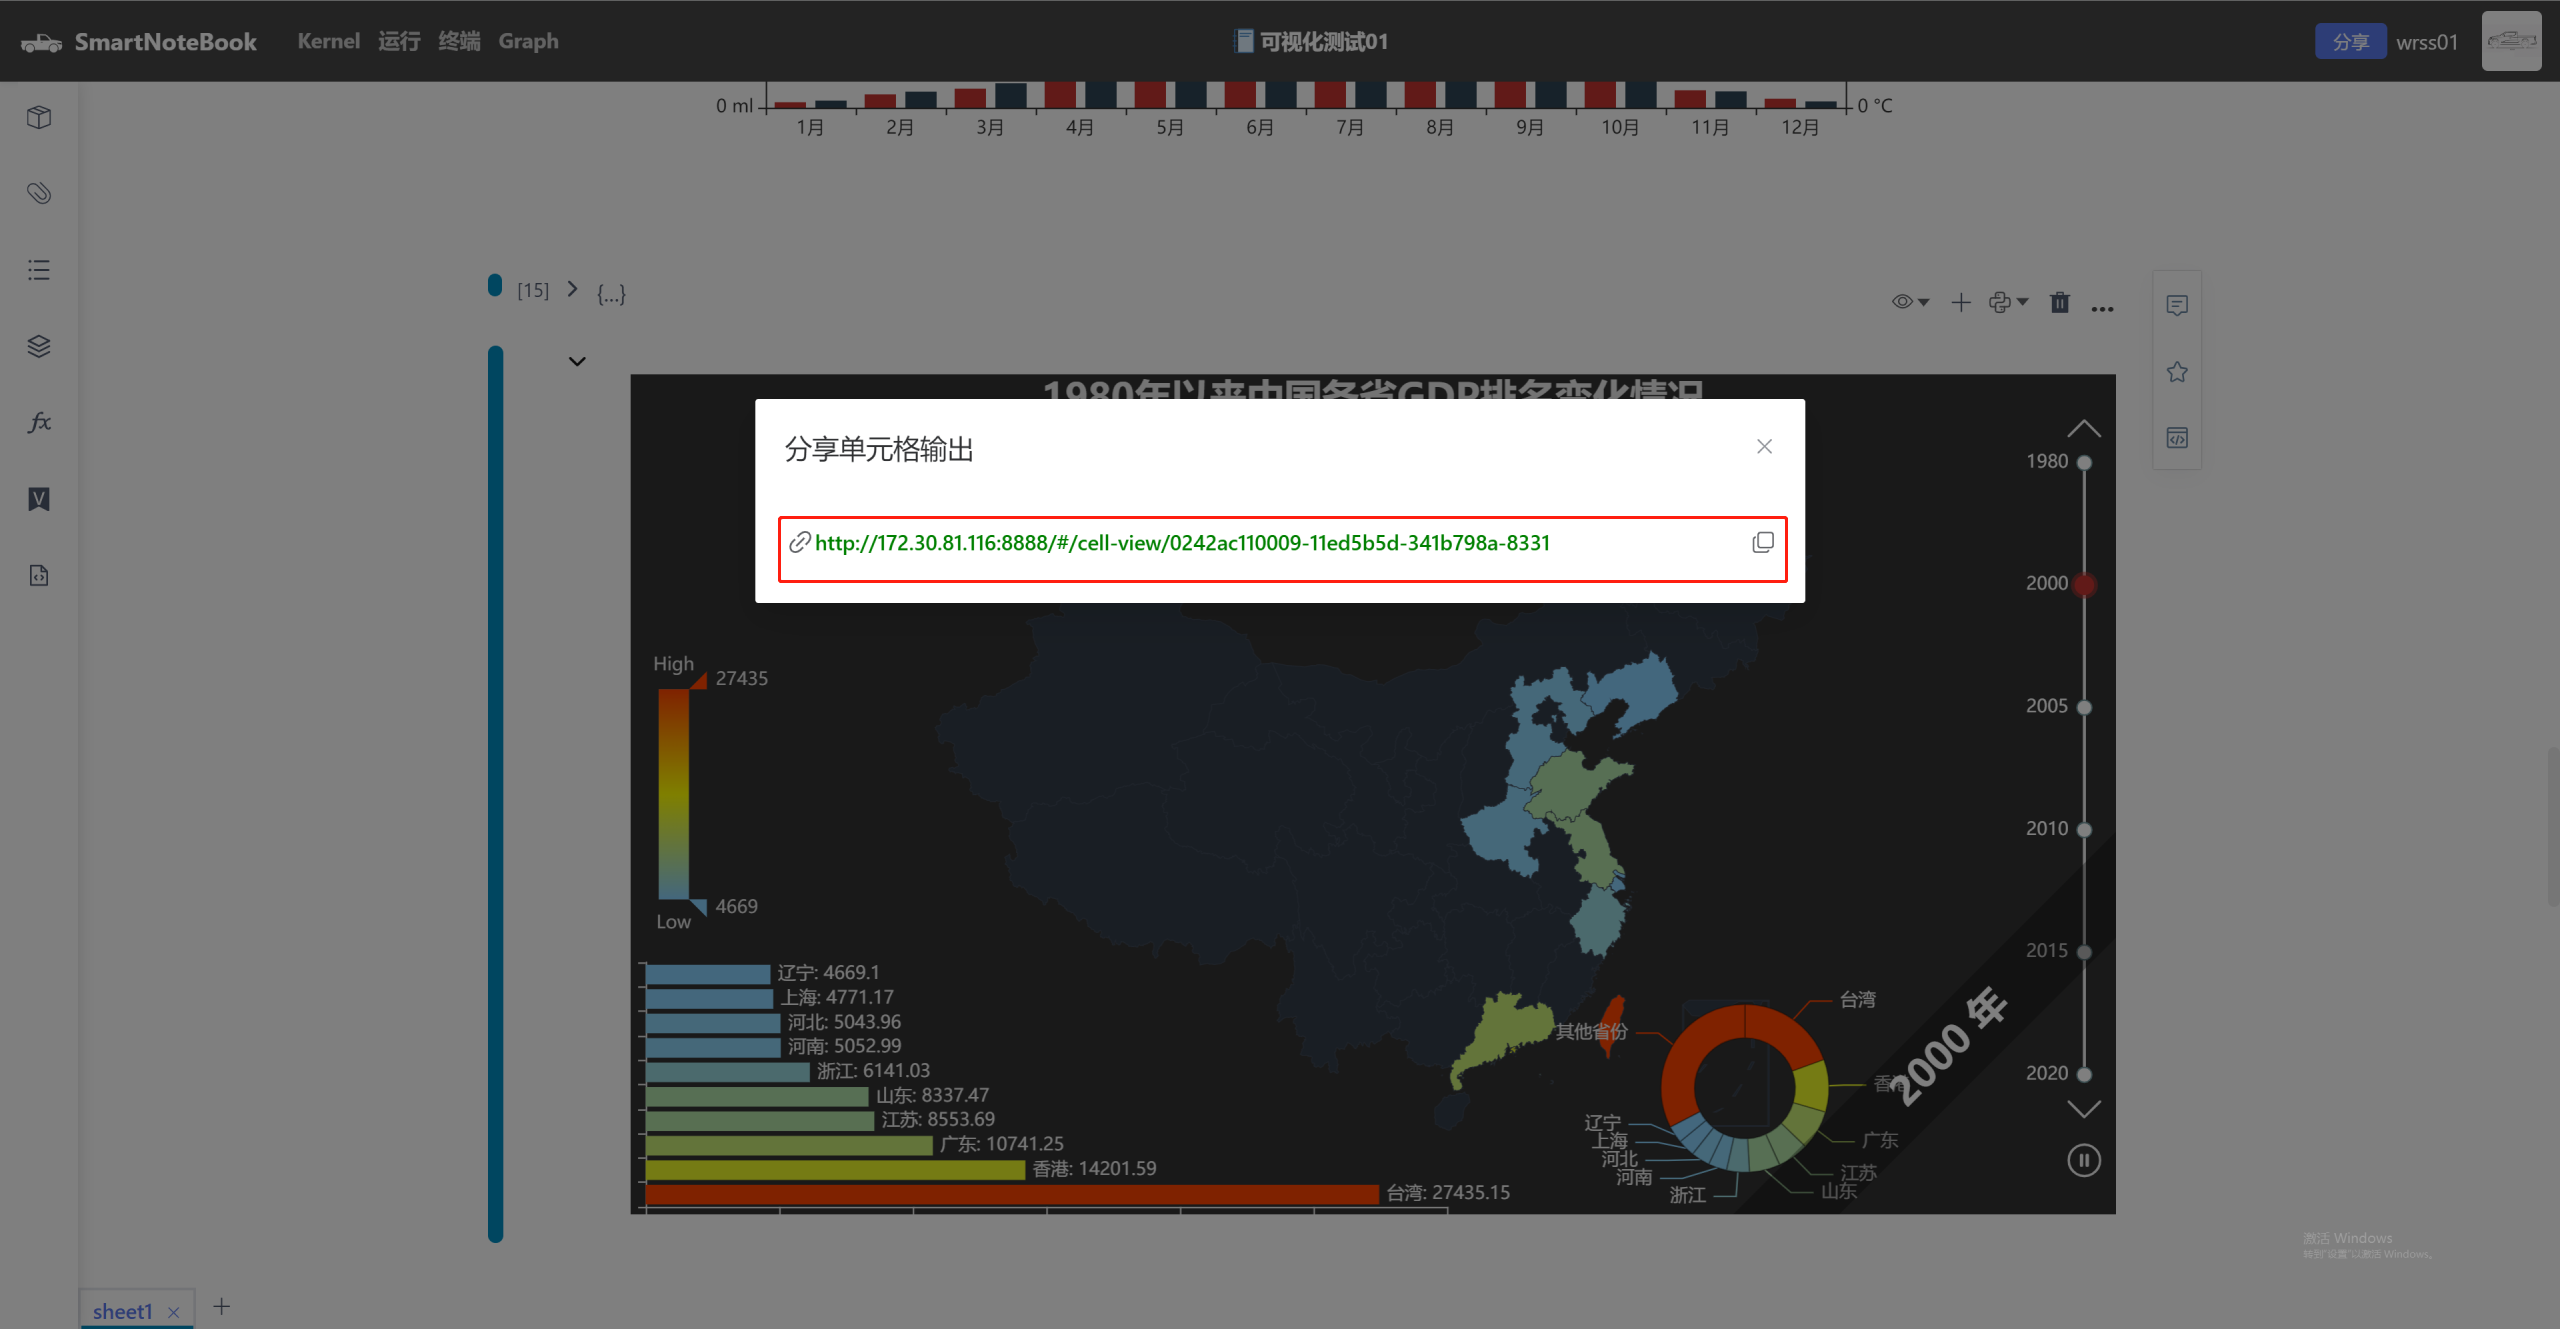 SmartNoteBook Kernel 运行 终端 Graph 可视化测试01 分享 wrss01
0 ml 0 °C
1月 2月 3月 4月 5月 6月 7月 8月 9月 10月 11月 12月
[15] {...}
1980年以来中国各省GDP排名变化情况
分享单元格输出
http://172.30.81.116:8888/#/cell-view/0242ac110009-11ed5b5d-341b798a-8331
1980
2000
2005
2010
2015
2020
High
27435
4669
Low
辽宁: 4669.1
上海: 4771.17
河北: 5043.96
河南: 5052.99
浙江: 6141.03
山东: 8337.47
江苏: 8553.69
广东: 10741.25
香港: 14201.59
台湾: 27435.15
台湾
其他省份
香港
广东
江苏
山东
辽宁
上海
河北
河南
浙江
2000 年
激活 Windows
转到"设置"以激活 Windows。
sheet1